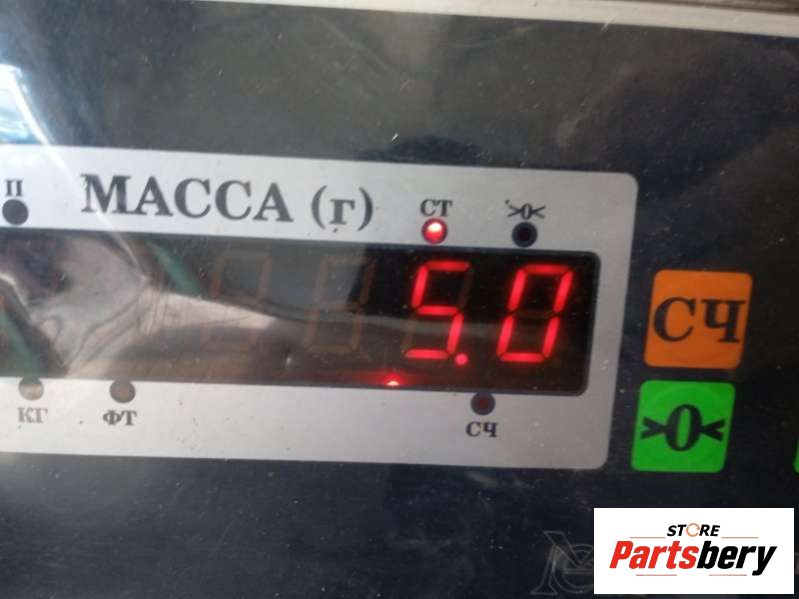 П МАССА (г) СТ >0<
5.0
КГ ФТ СЧ
СЧ
>0<
STORE
Partsbery